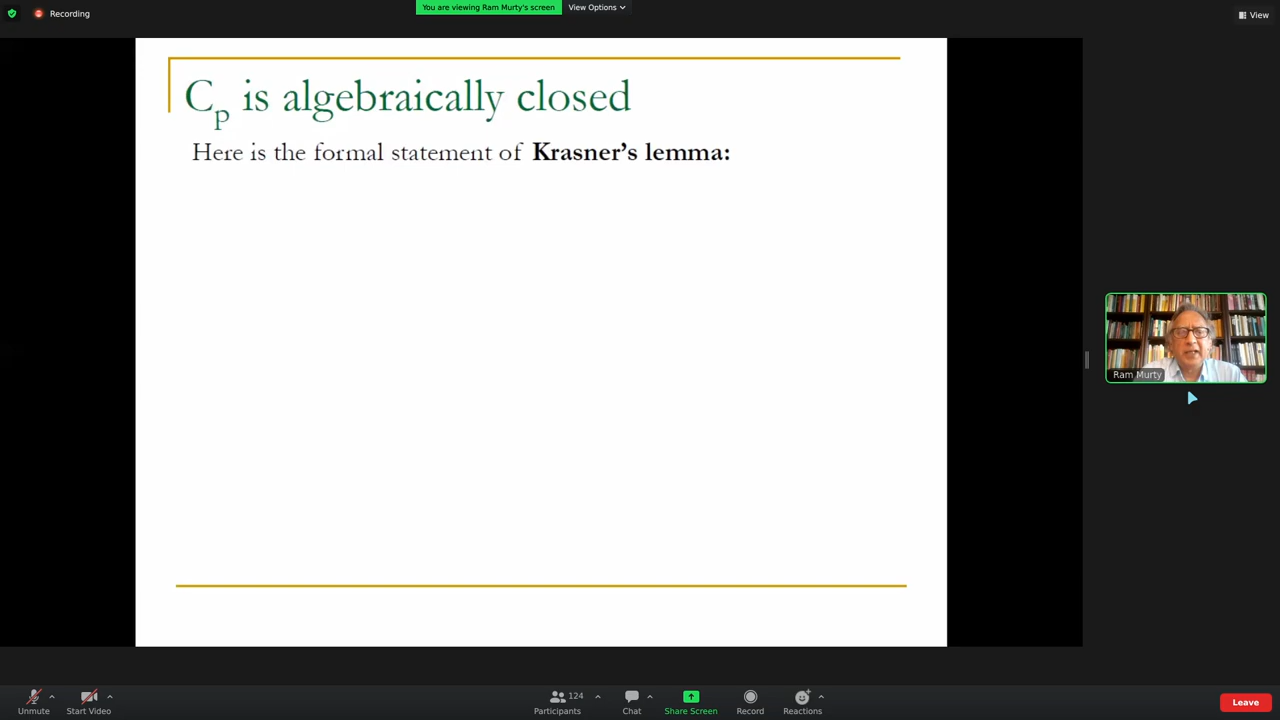 Recording
You are viewing Ram Murty's screen
View Options
View
C_p is algebraically closed
Here is the formal statement of Krasner's lemma:
Ram Murty
Unmute
Start Video
124
Participants
Chat
Share Screen
Record
Reactions
Leave